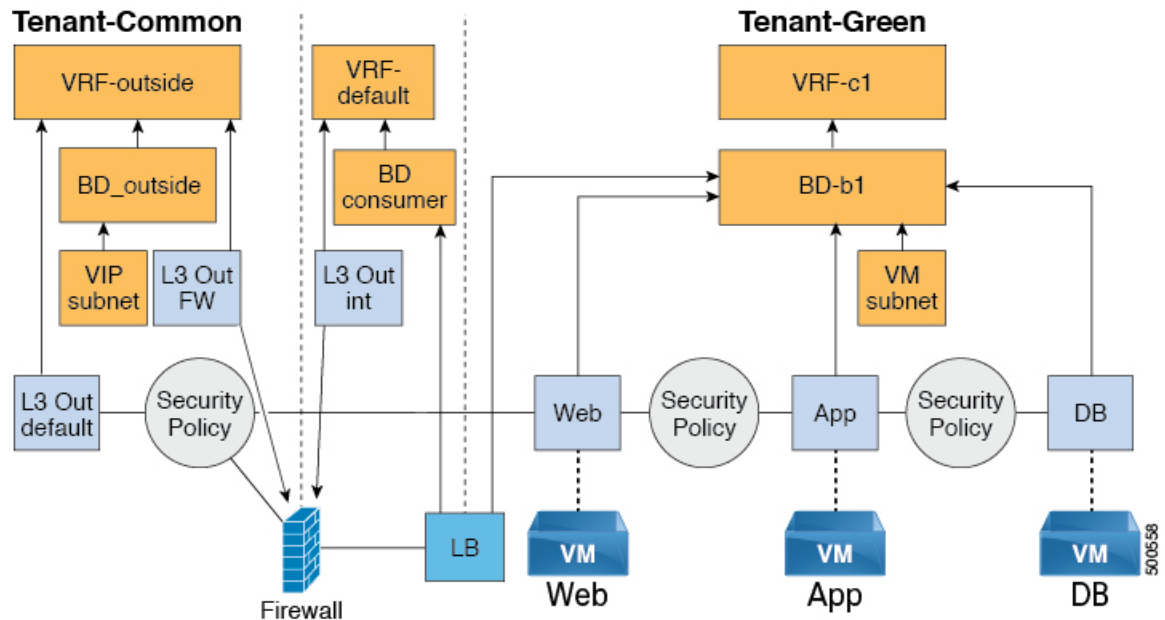 Tenant-Common
Tenant-Green
VRF-outside
VRF-
default
VRF-c1
BD_outside
BD
consumer
BD-b1
VIP
subnet
L3 Out
FW
L3 Out
int
VM
subnet
L3 Out
default
Security
Policy
Web
Security
Policy
App
Security
Policy
DB
LB
VM
VM
VM
Firewall
Web
App
DB
500558